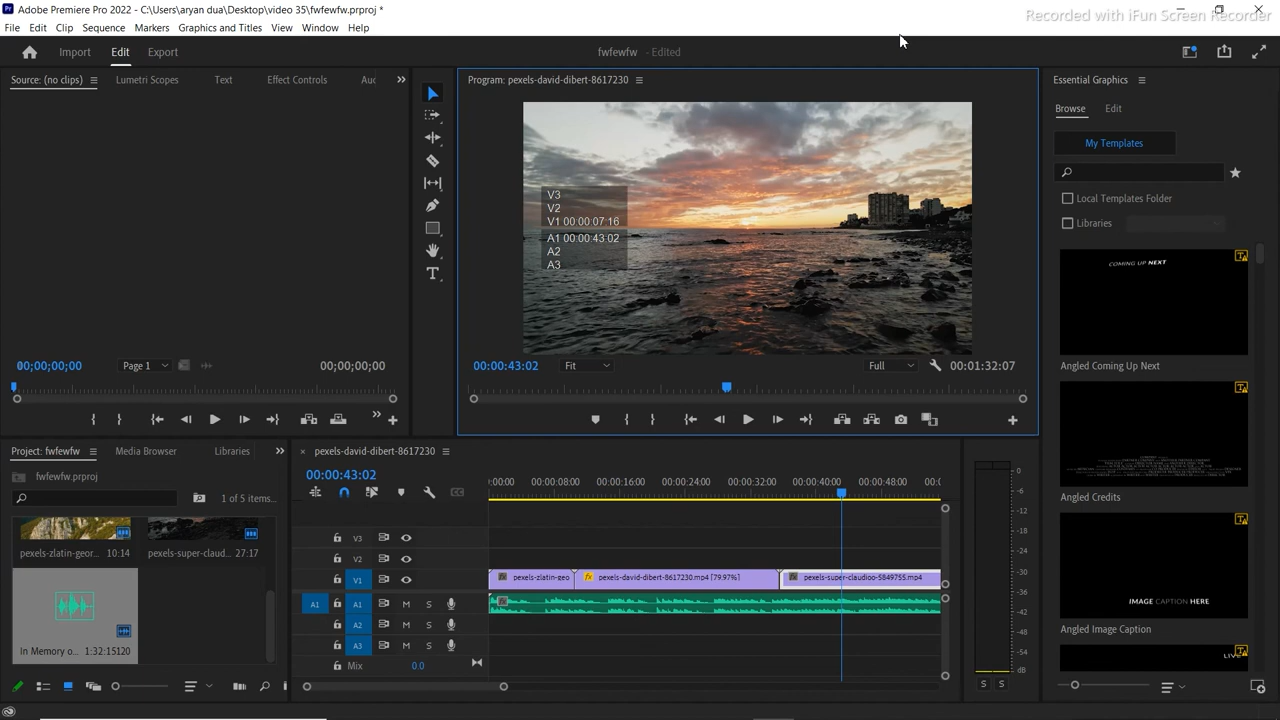 Adobe Premiere Pro 2022 - C:\Users\aryan dua\Desktop\video 35\fwfewfw.prproj *
Recorded with iFun Screen Recorder
File Edit Clip Sequence Markers Graphics and Titles View Window Help
Import Edit Export
fwfewfw - Edited
Source: (no clips) Lumetri Scopes Text Effect Controls Auc
Program: pexels-david-dibert-8617230
Essential Graphics
Browse Edit
My Templates
Local Templates Folder
Libraries
V3
V2
V1 00:00:07:16
A1 00:00:43:02
A2
A3
COMING UP NEXT
Angled Coming Up Next
00;00;00;00 Page 1 00;00;00;00
00:00:43:02 Fit Full 00:01:32:07
Angled Credits
Project: fwfewfw Media Browser Libraries
fwfewfw.prproj
1 of 5 items...
pexels-zlatin-geor... 10:14
pexels-super-claud... 27:17
In Memory o... 1:32:15120
× pexels-david-dibert-8617230
00:00:43:02
:00:00 00:00:08:00 00:00:16:00 00:00:24:00 00:00:32:00 00:00:40:00 00:00:48:00 00:0
V3
V2
V1 pexels-zlatin-geo pexels-david-dibert-8617230.mp4 [79.97%] pexels-super-claudioo-5849755.mp4
A1 A1 M S
A2 M S
A3 M S
Mix 0.0
0
-6
-12
-18
-24
-30
-36
-42
-48
-54
dB
S S
IMAGE CAPTION HERE
Angled Image Caption
LIVE